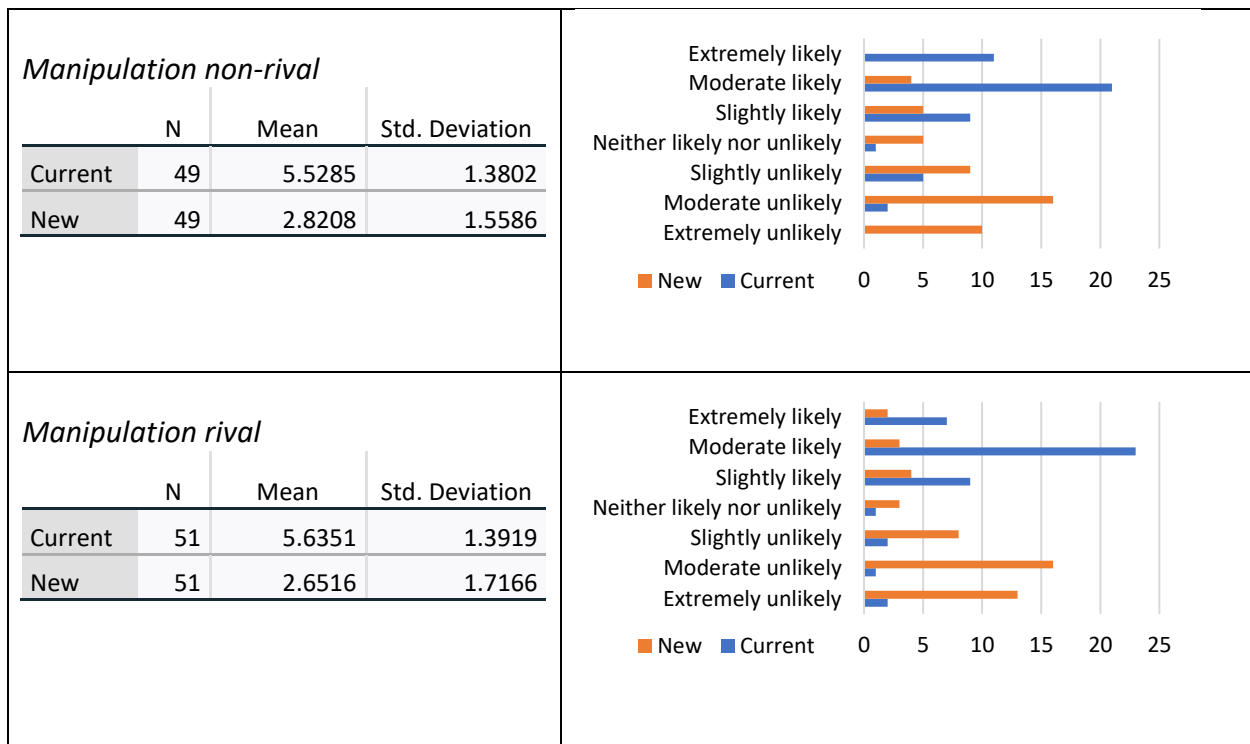 Manipulation non-rival
N Mean Std. Deviation
Current 49 5.5285 1.3802
New 49 2.8208 1.5586
Extremely likely
Moderate likely
Slightly likely
Neither likely nor unlikely
Slightly unlikely
Moderate unlikely
Extremely unlikely
New Current 0 5 10 15 20 25
Manipulation rival
N Mean Std. Deviation
Current 51 5.6351 1.3919
New 51 2.6516 1.7166
Extremely likely
Moderate likely
Slightly likely
Neither likely nor unlikely
Slightly unlikely
Moderate unlikely
Extremely unlikely
New Current 0 5 10 15 20 25